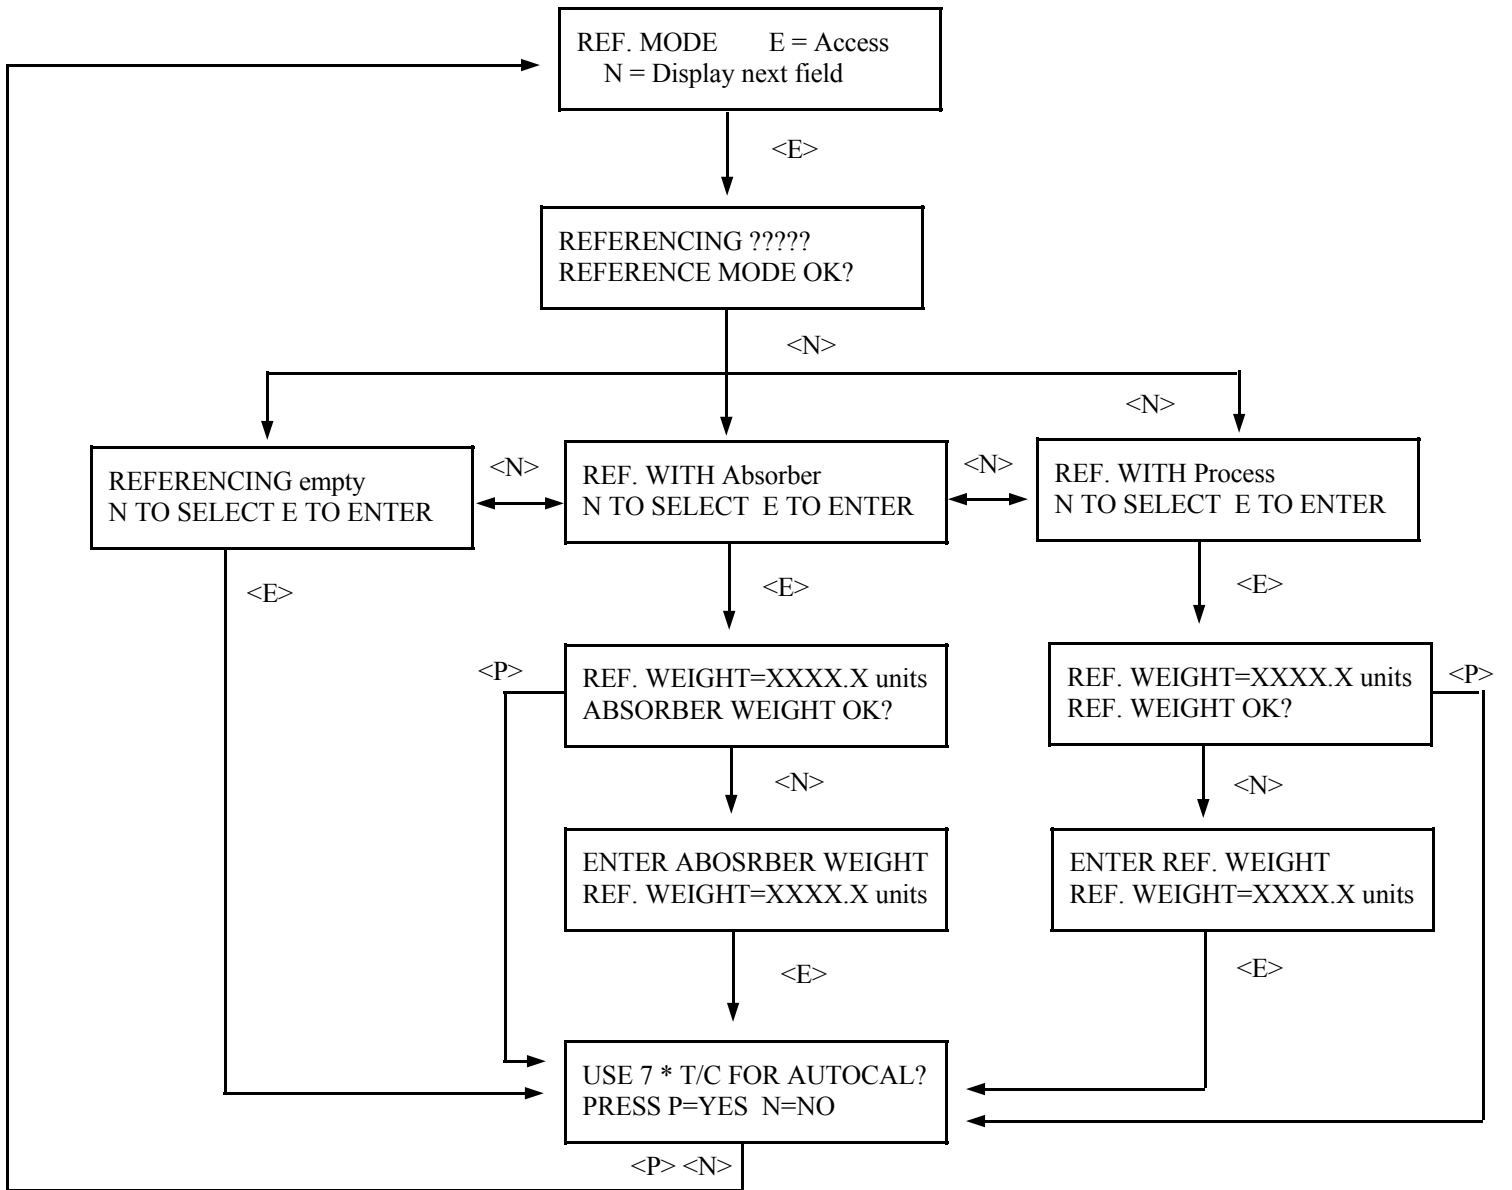 REF. MODE E = Access
N = Display next field
<E>
REFERENCING ?????
REFERENCE MODE OK?
<N>
<N>
REFERENCING empty
N TO SELECT E TO ENTER
<N>
REF. WITH Absorber
N TO SELECT E TO ENTER
<N>
REF. WITH Process
N TO SELECT E TO ENTER
<E>
<E>
<E>
<P>
REF. WEIGHT=XXXX.X units
ABSORBER WEIGHT OK?
REF. WEIGHT=XXXX.X units
REF. WEIGHT OK?
<P>
<N>
<N>
ENTER ABOSRBER WEIGHT
REF. WEIGHT=XXXX.X units
ENTER REF. WEIGHT
REF. WEIGHT=XXXX.X units
<E>
<E>
USE 7 * T/C FOR AUTOCAL?
PRESS P=YES N=NO
<P> <N>